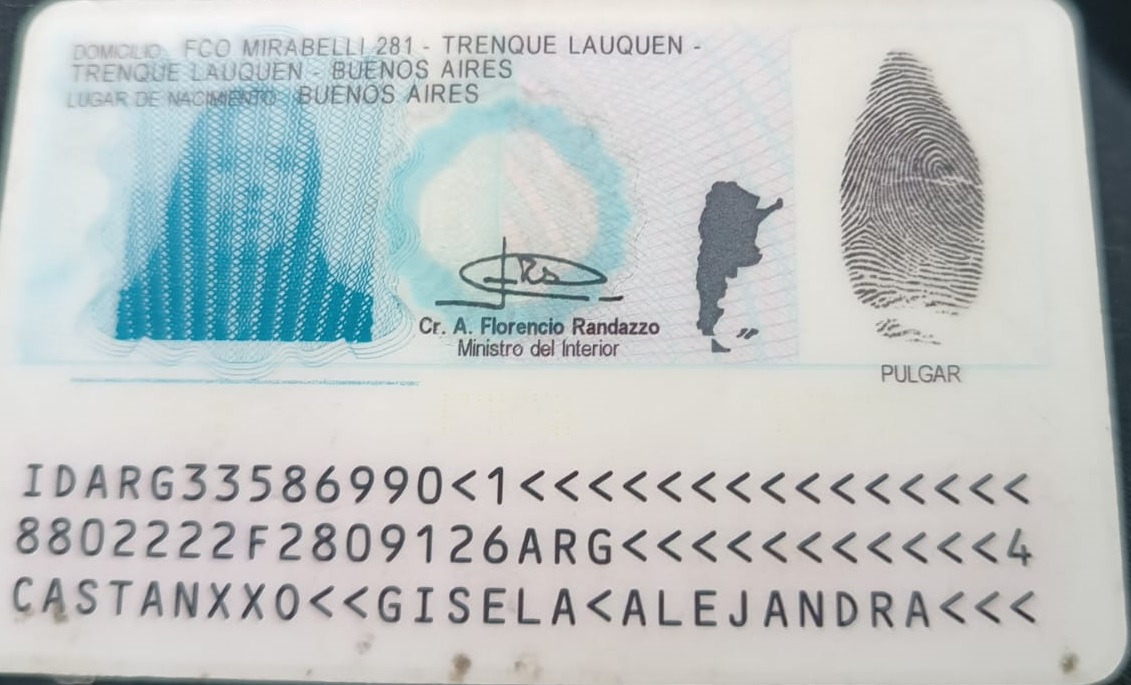 DOMICILIO: FCO MIRABELLI 281 - TRENQUE LAUQUEN -
TRENQUE LAUQUEN - BUENOS AIRES
LUGAR DE NACIMIENTO: BUENOS AIRES
Cr. A. Florencio Randazzo
Ministro del Interior
PULGAR
IDARG33586990<1<<<<<<<<<<<<<<<
8802222F2809126ARG<<<<<<<<<<<4
CASTANXXO<<GISELA<ALEJANDRA<<<